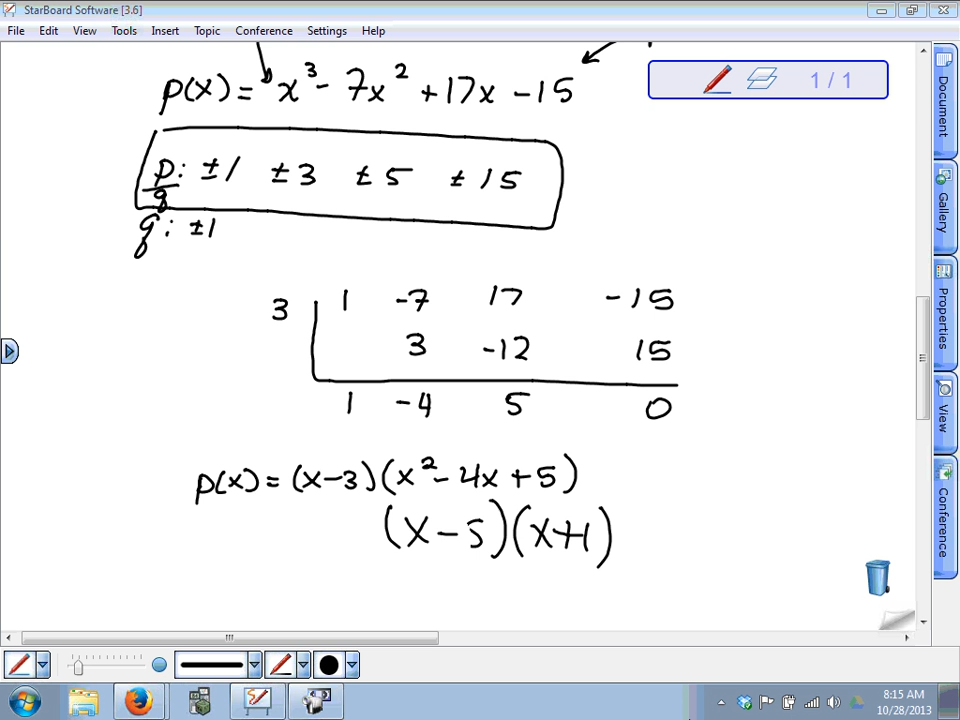 StarBoard Software [3.6]
File Edit View Tools Insert Topic Conference Settings Help
p(x) = x³ - 7x² + 17x - 15
1 / 1
p/q: ±1 ±3 ±5 ±15
q: ±1
3 | 1 -7 17 -15
3 -12 15
1 -4 5 0
p(x) = (x-3)(x² - 4x + 5)
(x - 5)(x+1)
Document
Gallery
Properties
View
Conference
8:15 AM
10/28/2013